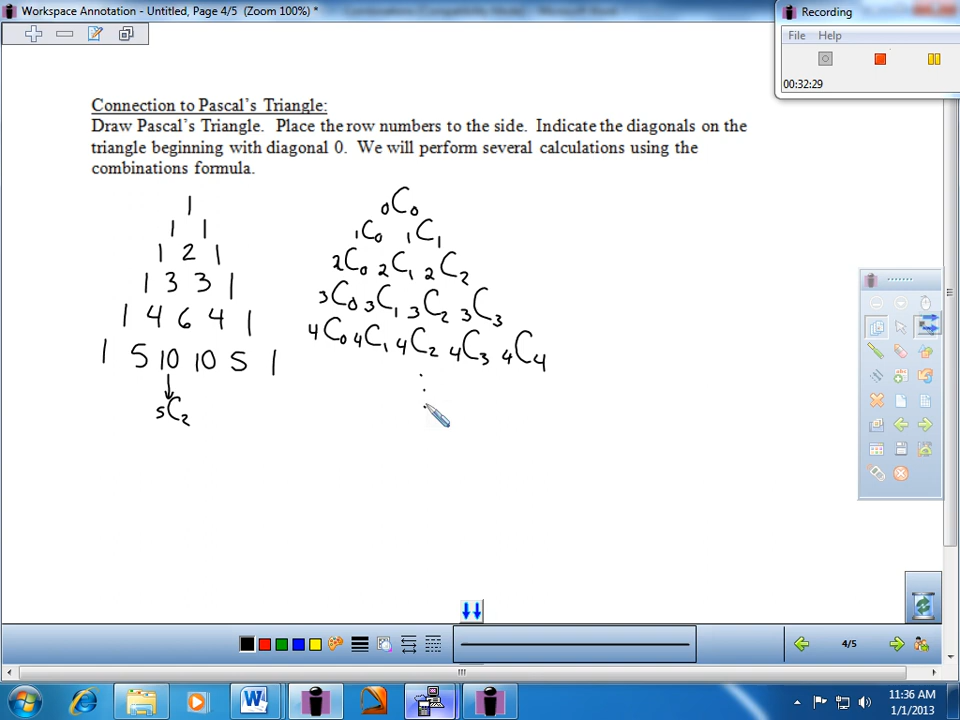 Workspace Annotation - Untitled, Page 4/5 (Zoom 100%) *
Recording
File Help
00:32:29
Connection to Pascal's Triangle:
Draw Pascal's Triangle. Place the row numbers to the side. Indicate the diagonals on the
triangle beginning with diagonal 0. We will perform several calculations using the
combinations formula.
1
1 1
1 2 1
1 3 3 1
1 4 6 4 1
1 5 10 10 5 1
5C2
0C0
1C0 1C1
2C0 2C1 2C2
3C0 3C1 3C2 3C3
4C0 4C1 4C2 4C3 4C4
4/5
11:36 AM
1/1/2013